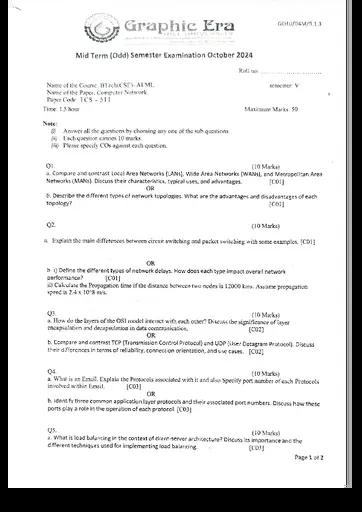 GEHU/04M/5.1.3
Graphic Era
Mid Term (Odd) Semester Examination October 2024
Roll no.
Name of the Course: BTech(CSE)-AI ML
semester V
Name of the Paper: Computer Network
Paper Code TCS - 511
Time: 1.5 hour
Maximum Marks 50
Note:
(i) Answer all the questions by choosing any one of the sub questions
(ii) Each question carries 10 marks.
(iii) Please specify COs against each question.
Q1. (10 Marks)
a. Compare and contrast Local Area Networks (LANs), Wide Area Networks (WANs), and Metropolitan Area
Networks (MANs). Discuss their characteristics, typical uses, and advantages. [CO1]
OR
b. Describe the different types of network topologies. What are the advantages and disadvantages of each
topology? [CO1]
Q2. (10 Marks)
a. Explain the main differences between circuit switching and packet switching with some examples. [CO1]
OR
b i) Define the different types of network delays. How does each type impact overall network
performance? [CO1]
ii) Calculate the Propagation time if the distance between two nodes is 12000 kms. Assume propagation
speed is 2.4 x 10^8 m/s.
Q3. (10 Marks)
a. How do the layers of the OSI model interact with each other? Discuss the significance of layer
encapsulation and decapsulation in data communication. [CO2]
OR
b. Compare and contrast TCP (Transmission Control Protocol) and UDP (User Datagram Protocol). Discuss
their differences in terms of reliability, connection orientation, and use cases. [CO2]
Q4. (10 Marks)
a. What is an Email. Explain the Protocols associated with it and also Specify port number of each Protocols
involved within Email. [CO3]
OR
b. Identify three common application layer protocols and their associated port numbers. Discuss how these
ports play a role in the operation of each protocol. [CO3]
Q5. (10 Marks)
a. What is load balancing in the context of client-server architecture? Discuss its importance and the
different techniques used for implementing load balancing. [CO3]
Page 1 of 2